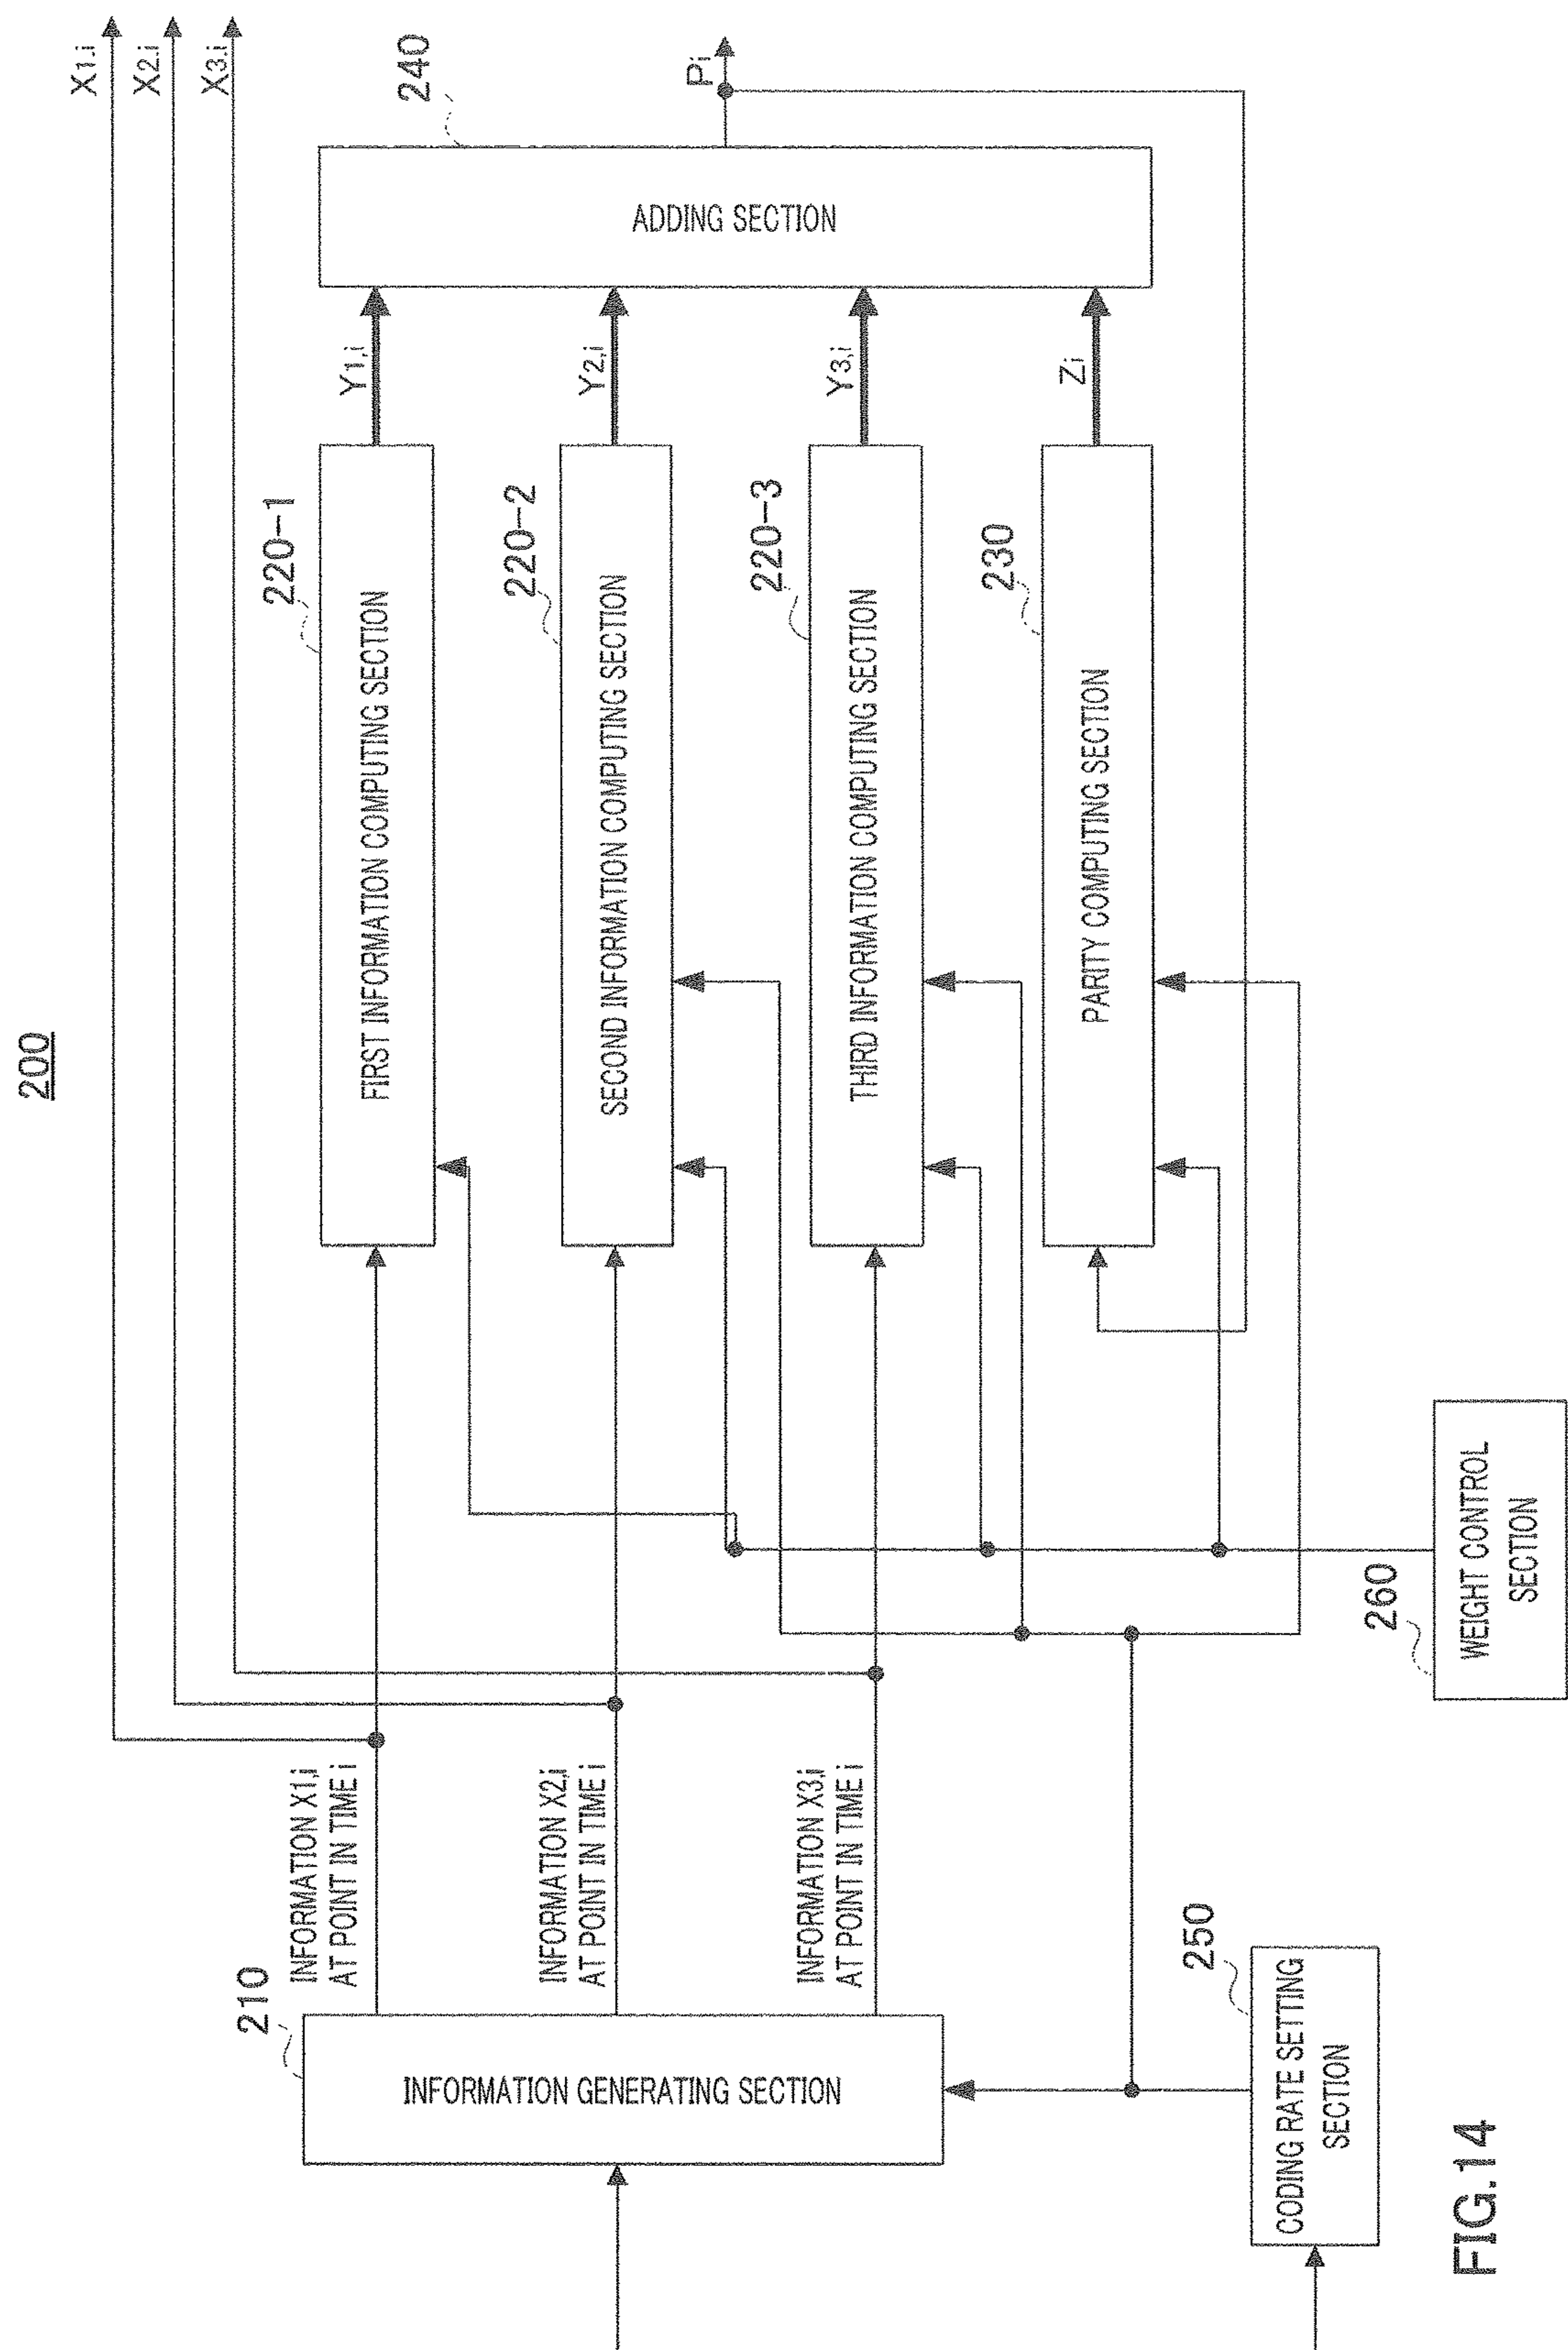 200
X1,i
X2,i
X3,i
210
INFORMATION GENERATING SECTION
INFORMATION X1,i
AT POINT IN TIME i
INFORMATION X2,i
AT POINT IN TIME i
INFORMATION X3,i
AT POINT IN TIME i
220-1
FIRST INFORMATION COMPUTING SECTION
Y1,i
220-2
SECOND INFORMATION COMPUTING SECTION
Y2,i
220-3
THIRD INFORMATION COMPUTING SECTION
Y3,i
230
PARITY COMPUTING SECTION
Zi
240
ADDING SECTION
Pi
250
CODING RATE SETTING
SECTION
260
WEIGHT CONTROL
SECTION
FIG.14